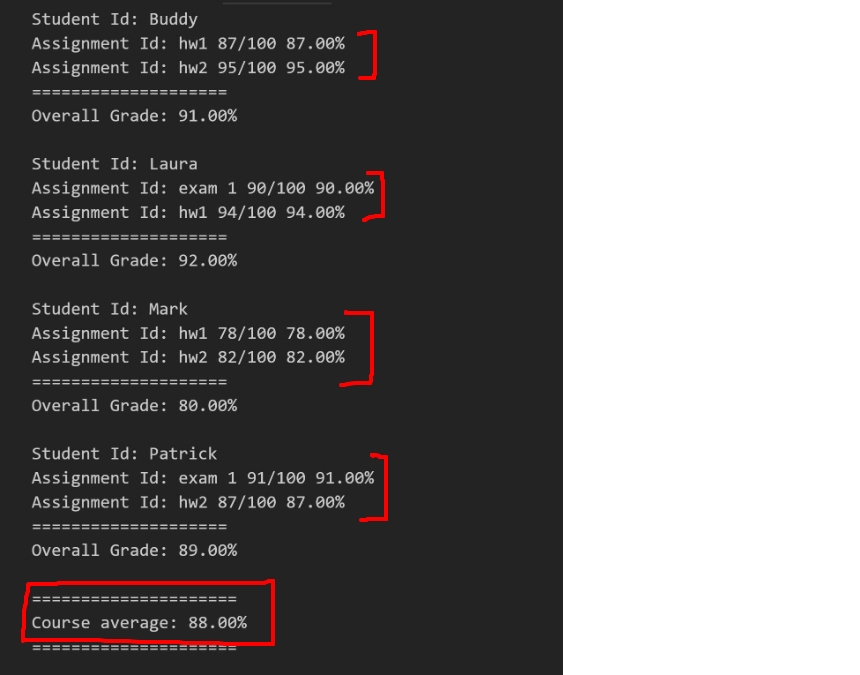 Student Id: Buddy
Assignment Id: hw1 87/100 87.00%
Assignment Id: hw2 95/100 95.00%
====================
Overall Grade: 91.00%
Student Id: Laura
Assignment Id: exam 1 90/100 90.00%
Assignment Id: hw1 94/100 94.00%
====================
Overall Grade: 92.00%
Student Id: Mark
Assignment Id: hw1 78/100 78.00%
Assignment Id: hw2 82/100 82.00%
====================
Overall Grade: 80.00%
Student Id: Patrick
Assignment Id: exam 1 91/100 91.00%
Assignment Id: hw2 87/100 87.00%
====================
Overall Grade: 89.00%
=====================
Course average: 88.00%
=====================